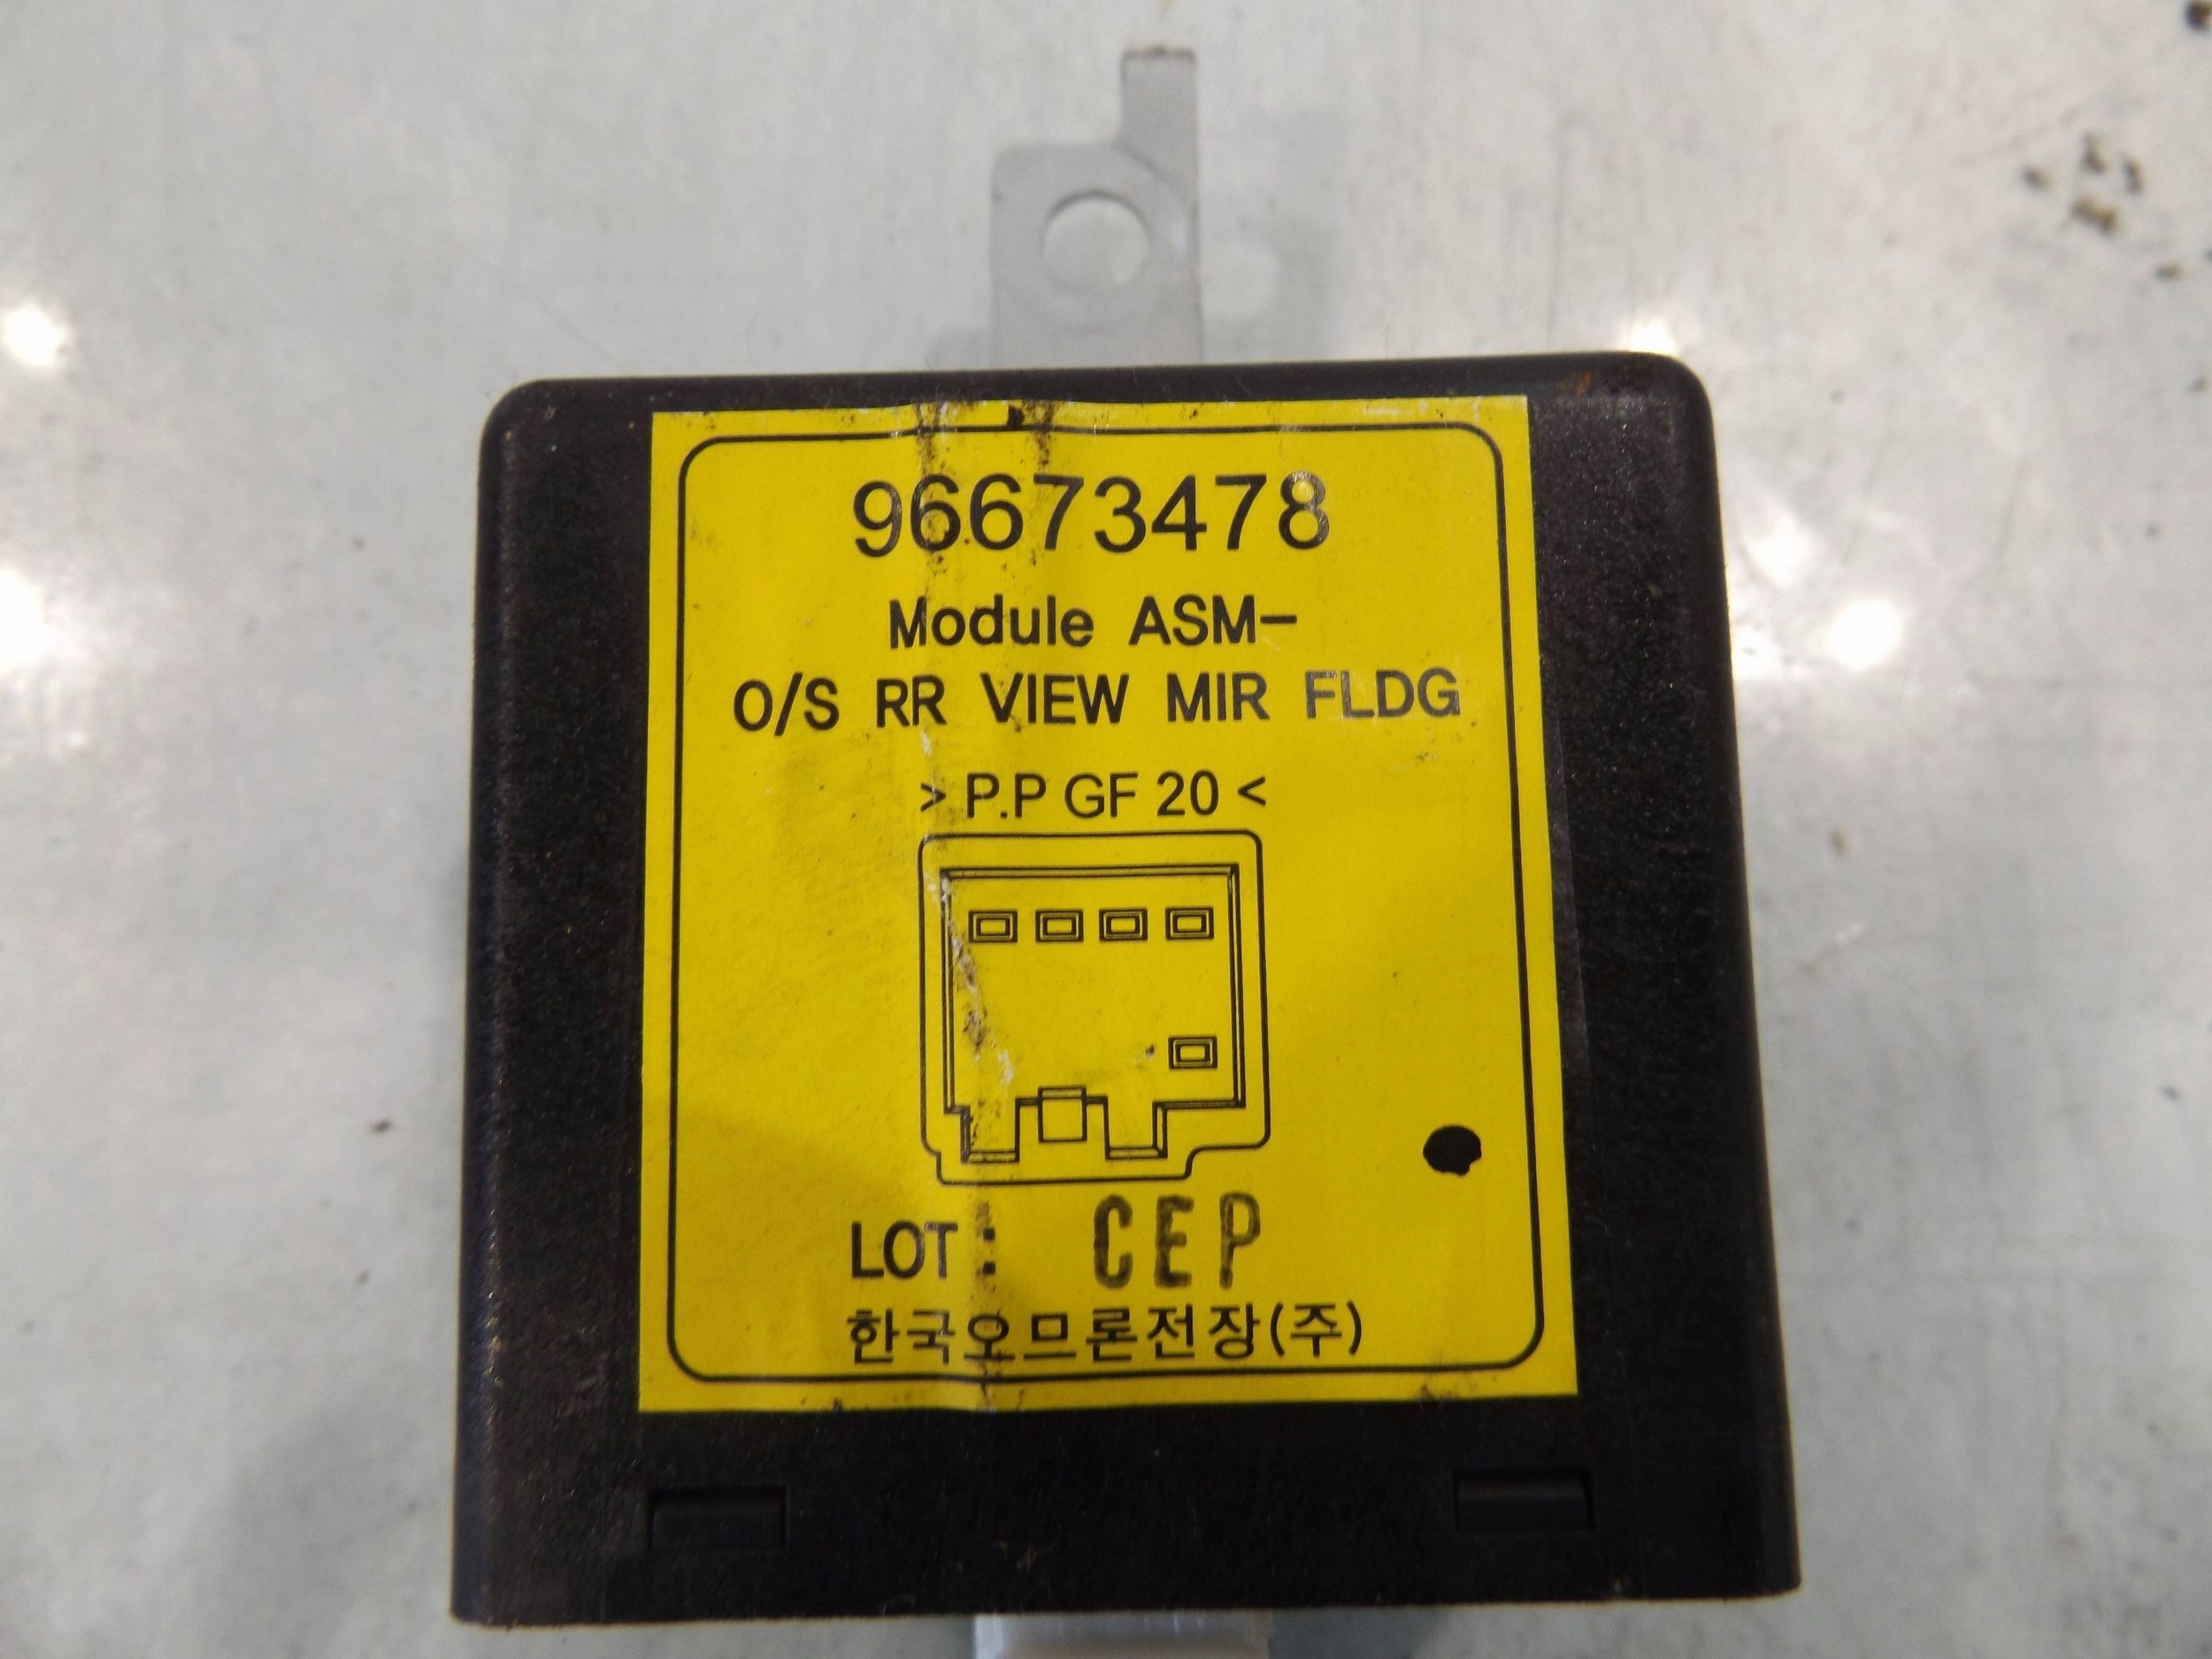 96673478
Module ASM-
O/S RR VIEW MIR FLDG
> P.P GF 20 <
LOT : CEP
한국오므론전장(주)